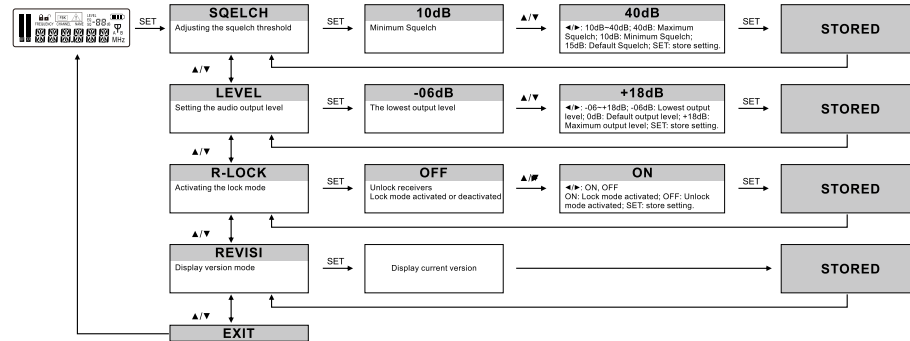 LEVEL
FREQUENCY CHANNEL NAME
A B
MHz
SET
SQELCH
Adjusting the squelch threshold
SET
10dB
Minimum Squelch
▲/▼
40dB
◄/►: 10dB~40dB; 40dB: Maximum
Squelch; 10dB: Minimum Squelch;
15dB: Default Squelch; SET: store setting.
SET
STORED
▲/▼
LEVEL
Setting the audio output level
SET
-06dB
The lowest output level
▲/▼
+18dB
◄/►: -06~+18dB; -06dB: Lowest output
level; 0dB: Default output level; +18dB:
Maximum output level; SET: store setting.
SET
STORED
▲/▼
R-LOCK
Activating the lock mode
SET
OFF
Unlock receivers
Lock mode activated or deactivated
▲/▼
ON
◄/►: ON, OFF
ON: Lock mode activated; OFF: Unlock
mode activated; SET: store setting.
SET
STORED
▲/▼
REVISI
Display version mode
SET
Display current version
STORED
▲/▼
EXIT